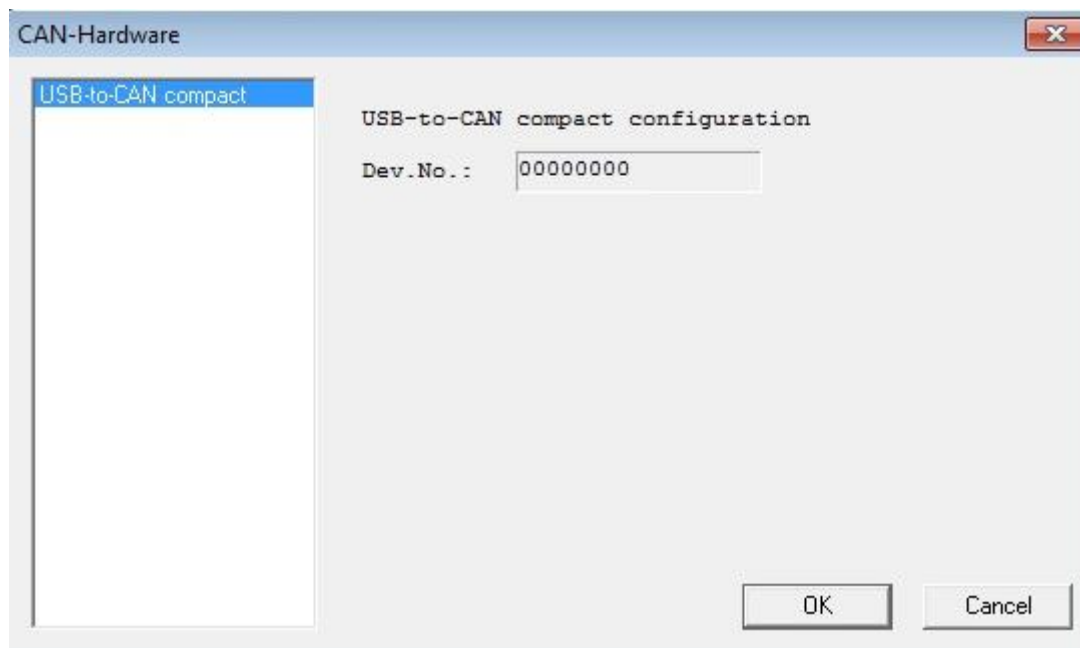 CAN-Hardware
USB-to-CAN compact
USB-to-CAN compact configuration
Dev.No.: 00000000
OK Cancel